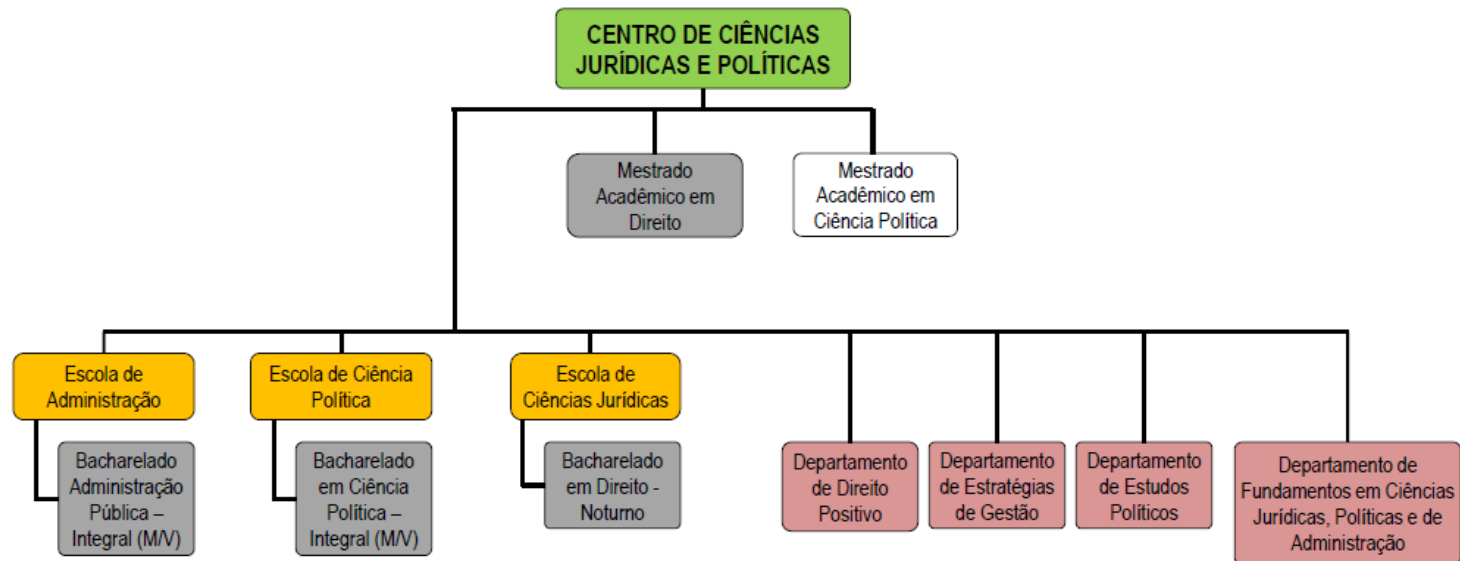 CENTRO DE CIÊNCIAS
JURÍDICAS E POLÍTICAS
Mestrado
Acadêmico em
Direito
Mestrado
Acadêmico em
Ciência Política
Escola de
Administração
Escola de Ciência
Política
Escola de
Ciências Jurídicas
Bacharelado
Administração
Pública –
Integral (M/V)
Bacharelado
em Ciência
Política –
Integral (M/V)
Bacharelado
em Direito -
Noturno
Departamento
de Direito
Positivo
Departamento
de Estratégias
de Gestão
Departamento
de Estudos
Políticos
Departamento de
Fundamentos em Ciências
Jurídicas, Políticas e de
Administração